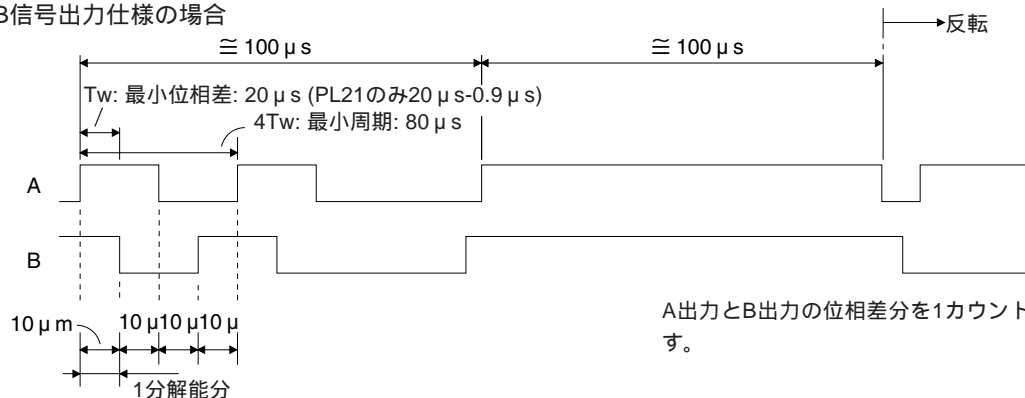 B信号出力仕様の場合
反転
≅ 100 μ s
≅ 100 μ s
Tw: 最小位相差: 20 μ s (PL21のみ20 μ s-0.9 μ s)
4Tw: 最小周期: 80 μ s
A
B
10 μ m
10 μ
10 μ
10 μ
1分解能分
A出力とB出力の位相差分を1カウント
す。